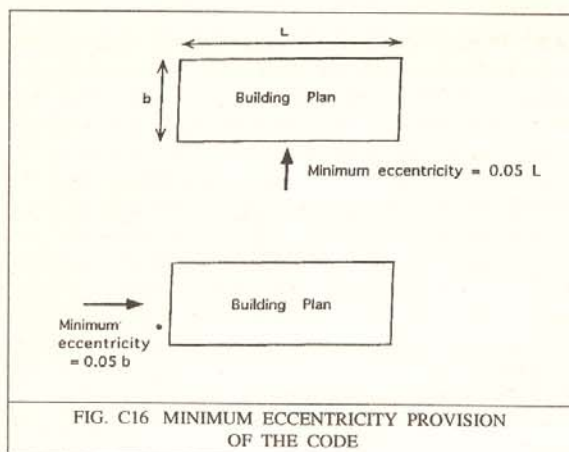 L
b
Building Plan
Minimum eccentricity = 0.05 L
Building Plan
Minimum
eccentricity
= 0.05 b
FIG. C16 MINIMUM ECCENTRICITY PROVISION
OF THE CODE